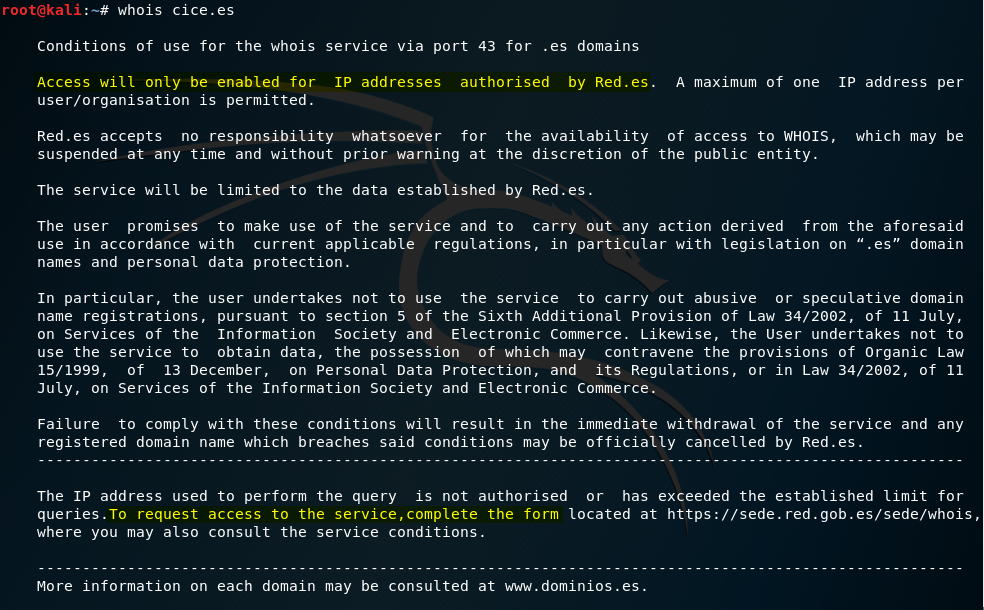 root@kali:~# whois cice.es
Conditions of use for the whois service via port 43 for .es domains
Access will only be enabled for  IP addresses  authorised  by Red.es.  A maximum of one  IP address per
user/organisation is permitted.
Red.es accepts  no responsibility  whatsoever  for  the availability  of access to WHOIS,  which may be
suspended at any time and without prior warning at the discretion of the public entity.
The service will be limited to the data established by Red.es.
The user  promises  to make use of the service and to  carry out any action derived  from the aforesaid
use in accordance with  current applicable  regulations, in particular with legislation on “.es” domain
names and personal data protection.
In particular, the user undertakes not to use  the service  to carry out abusive  or speculative domain
name registrations, pursuant to section 5 of the Sixth Additional Provision of Law 34/2002, of 11 July,
on Services of the  Information  Society and  Electronic Commerce. Likewise, the User undertakes not to
use the service to  obtain data, the possession  of which may  contravene the provisions of Organic Law
15/1999,  of  13 December,  on Personal Data Protection, and  its Regulations, or in Law 34/2002, of 11
July, on Services of the Information Society and Electronic Commerce.
Failure  to comply with these conditions will result in the immediate withdrawal of the service and any
registered domain name which breaches said conditions may be officially cancelled by Red.es.
-------------------------------------------------------------------------------------------------------
The IP address used to perform the query  is not authorised  or  has exceeded the established limit for
queries.To request access to the service,complete the form located at https://sede.red.gob.es/sede/whois,
where you may also consult the service conditions.
-------------------------------------------------------------------------------------------------------
More information on each domain may be consulted at www.dominios.es.